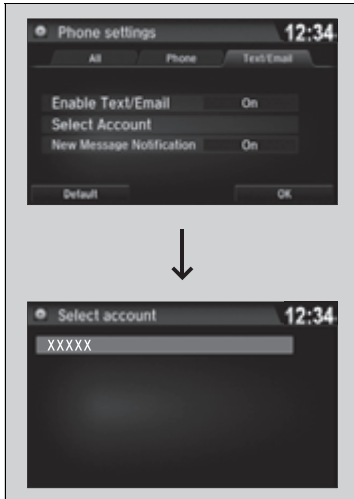 Phone settings 12:34
All Phone Text/Email
Enable Text/Email On
Select Account
New Message Notification On
Default OK
Select account 12:34
XXXXX